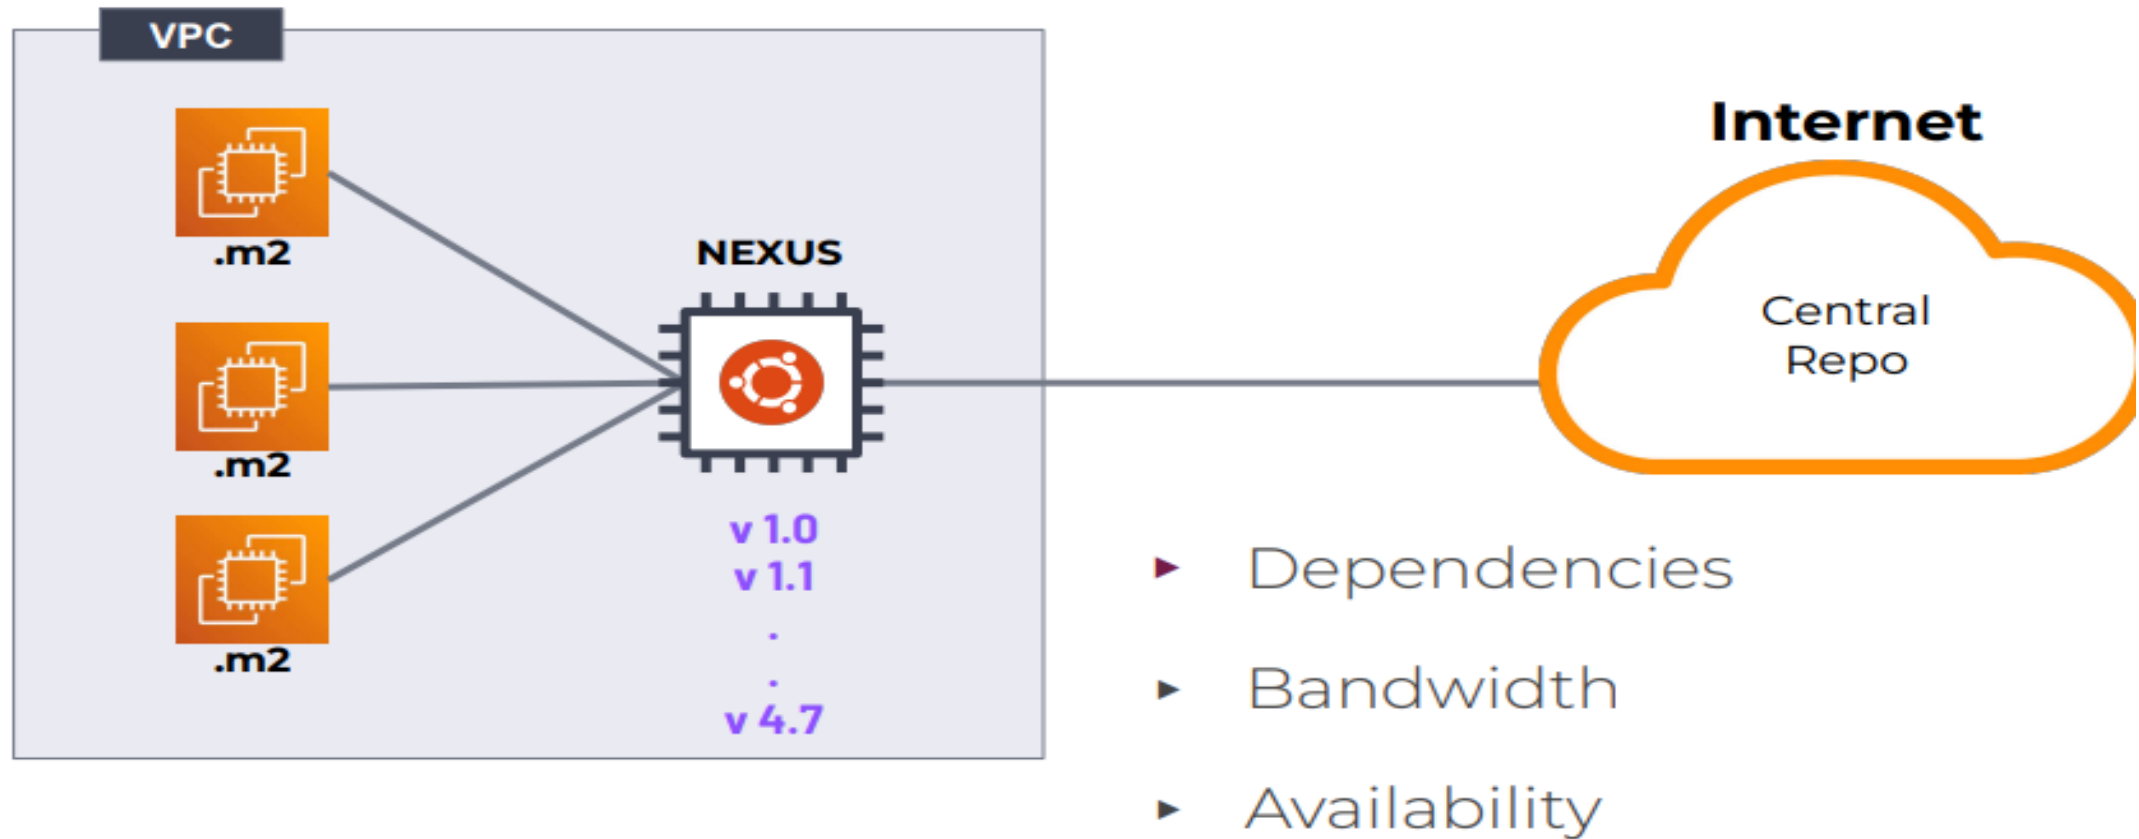 VPC
.m2
.m2
.m2
NEXUS
v 1.0
v 1.1
.
.
v 4.7
Internet
Central
Repo
▸ Dependencies
▸ Bandwidth
▸ Availability